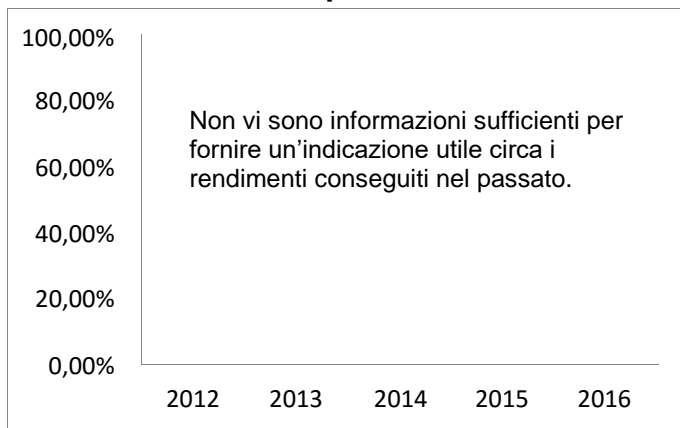 100,00%
80,00%
60,00%
40,00%
20,00%
0,00%
Non vi sono informazioni sufficienti per
fornire un’indicazione utile circa i
rendimenti conseguiti nel passato.
2012 2013 2014 2015 2016